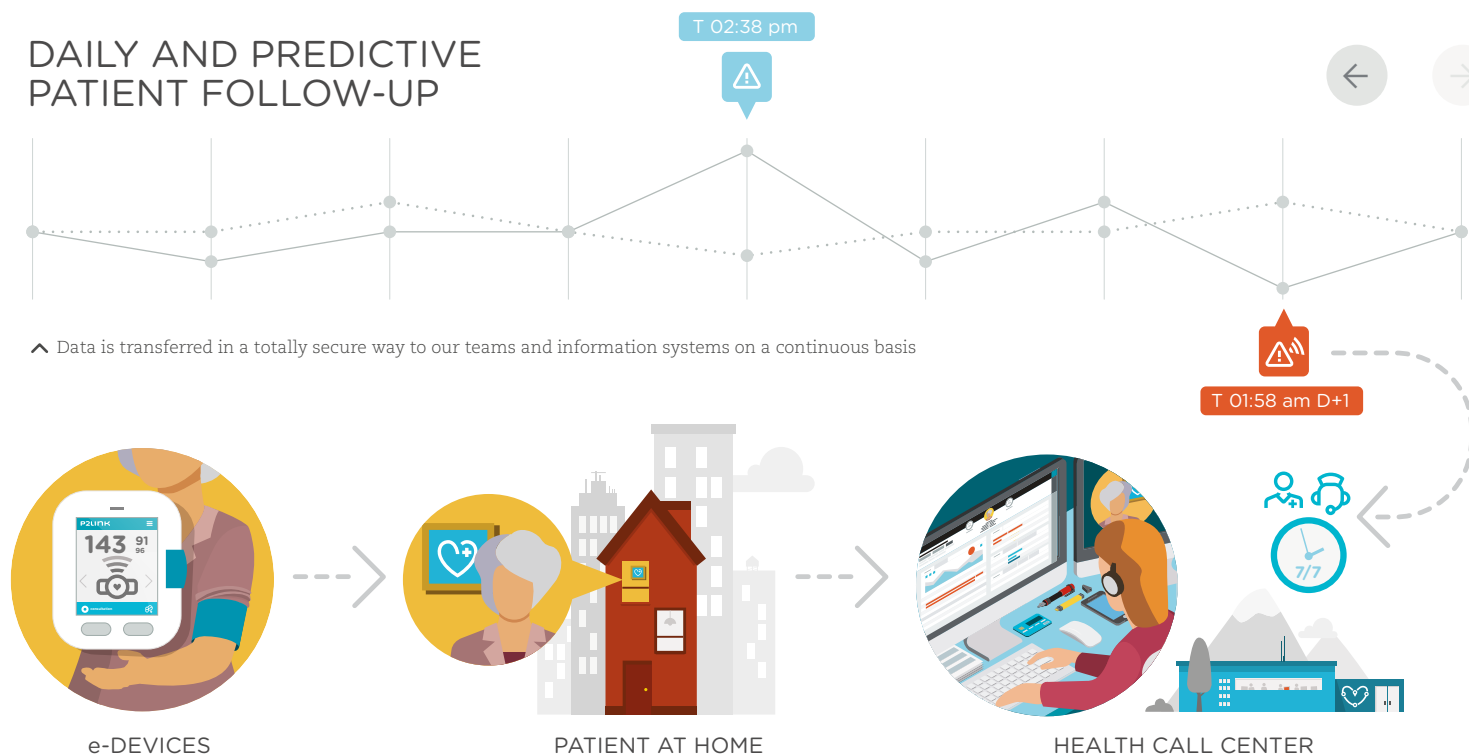 T 02:38 pm
DAILY AND PREDICTIVE
PATIENT FOLLOW-UP
Data is transferred in a totally secure way to our teams and information systems on a continuous basis
T 01:58 am D+1
P2LINK
143 91
96
7/7
e-DEVICES
PATIENT AT HOME
HEALTH CALL CENTER